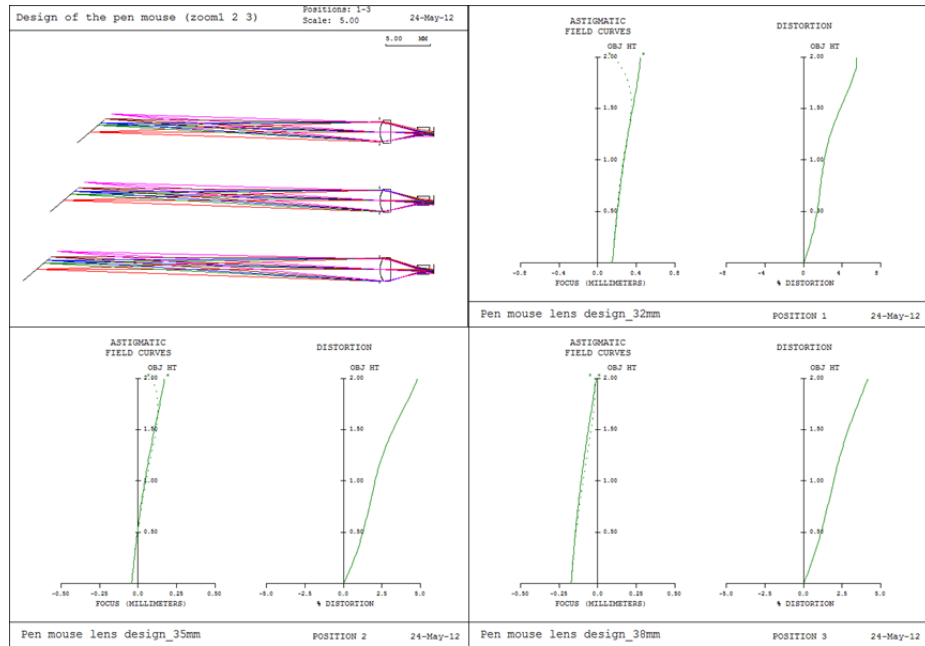 Design of the pen mouse (zoom1 2 3)
Positions: 1-3
Scale: 5.00
24-May-12
5.00 MM
ASTIGMATIC
FIELD CURVES
OBJ HT
2.00
1.50
1.00
0.50
-0.8 -0.4 0.0 0.4 0.8
FOCUS (MILLIMETERS)
DISTORTION
OBJ HT
2.00
1.50
1.00
0.50
-8 -4 0 4 8
% DISTORTION
Pen mouse lens design_32mm POSITION 1 24-May-12
ASTIGMATIC
FIELD CURVES
OBJ HT
2.00
1.50
1.00
0.50
-0.50 -0.25 0.0 0.25 0.50
FOCUS (MILLIMETERS)
DISTORTION
OBJ HT
2.00
1.50
1.00
0.50
-5.0 -2.5 0.0 2.5 5.0
% DISTORTION
Pen mouse lens design_35mm POSITION 2 24-May-12
ASTIGMATIC
FIELD CURVES
OBJ HT
2.00
1.50
1.00
0.50
-0.50 -0.25 0.0 0.25 0.50
FOCUS (MILLIMETERS)
DISTORTION
OBJ HT
2.00
1.50
1.00
0.50
-5.0 -2.5 0.0 2.5 5.0
% DISTORTION
Pen mouse lens design_38mm POSITION 3 24-May-12